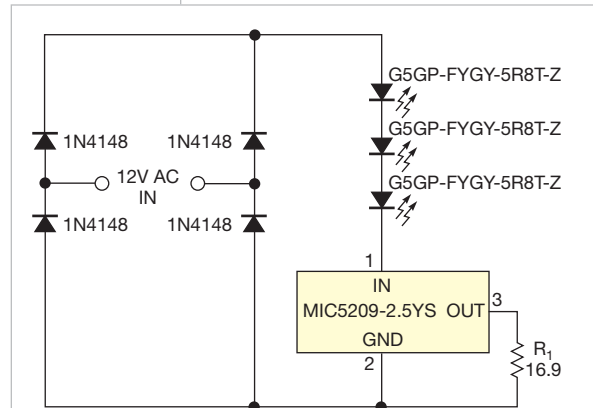 G5GP-FYGY-5R8T-Z
G5GP-FYGY-5R8T-Z
G5GP-FYGY-5R8T-Z
1N4148
1N4148
12V AC
IN
1N4148
1N4148
1
IN
MIC5209-2.5YS OUT
3
GND
2
R1
16.9